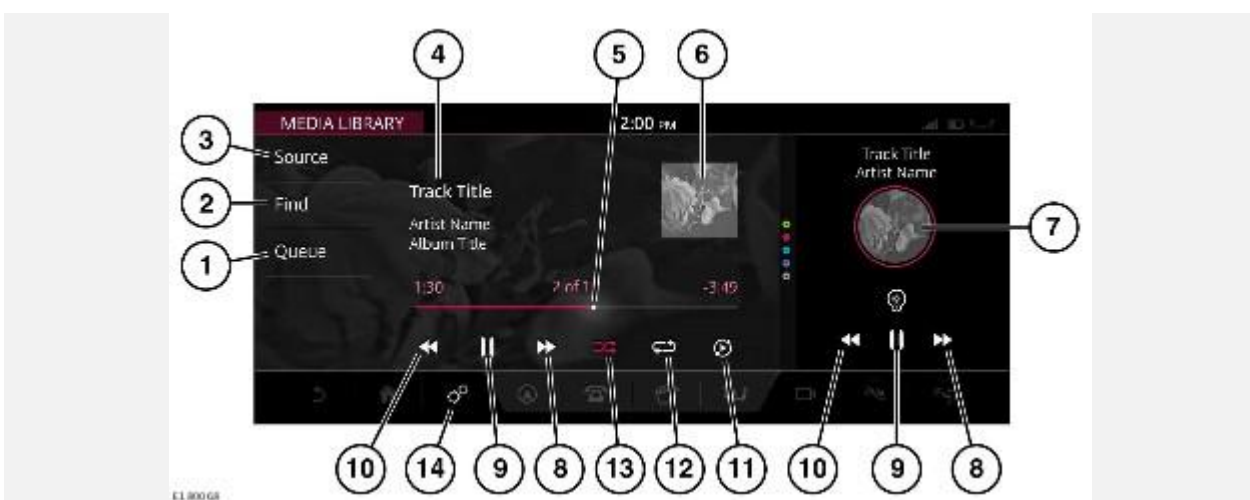 4 5 6
MEDIA LIBRARY 2:00 PM
3 Source
Track Title
Artist Name
2 Find
Track Title
Artist Name
Album Title
7
1 Queue
1:30 2 of 1 -3:49
10 14 9 8 13 12 11 10 9 8